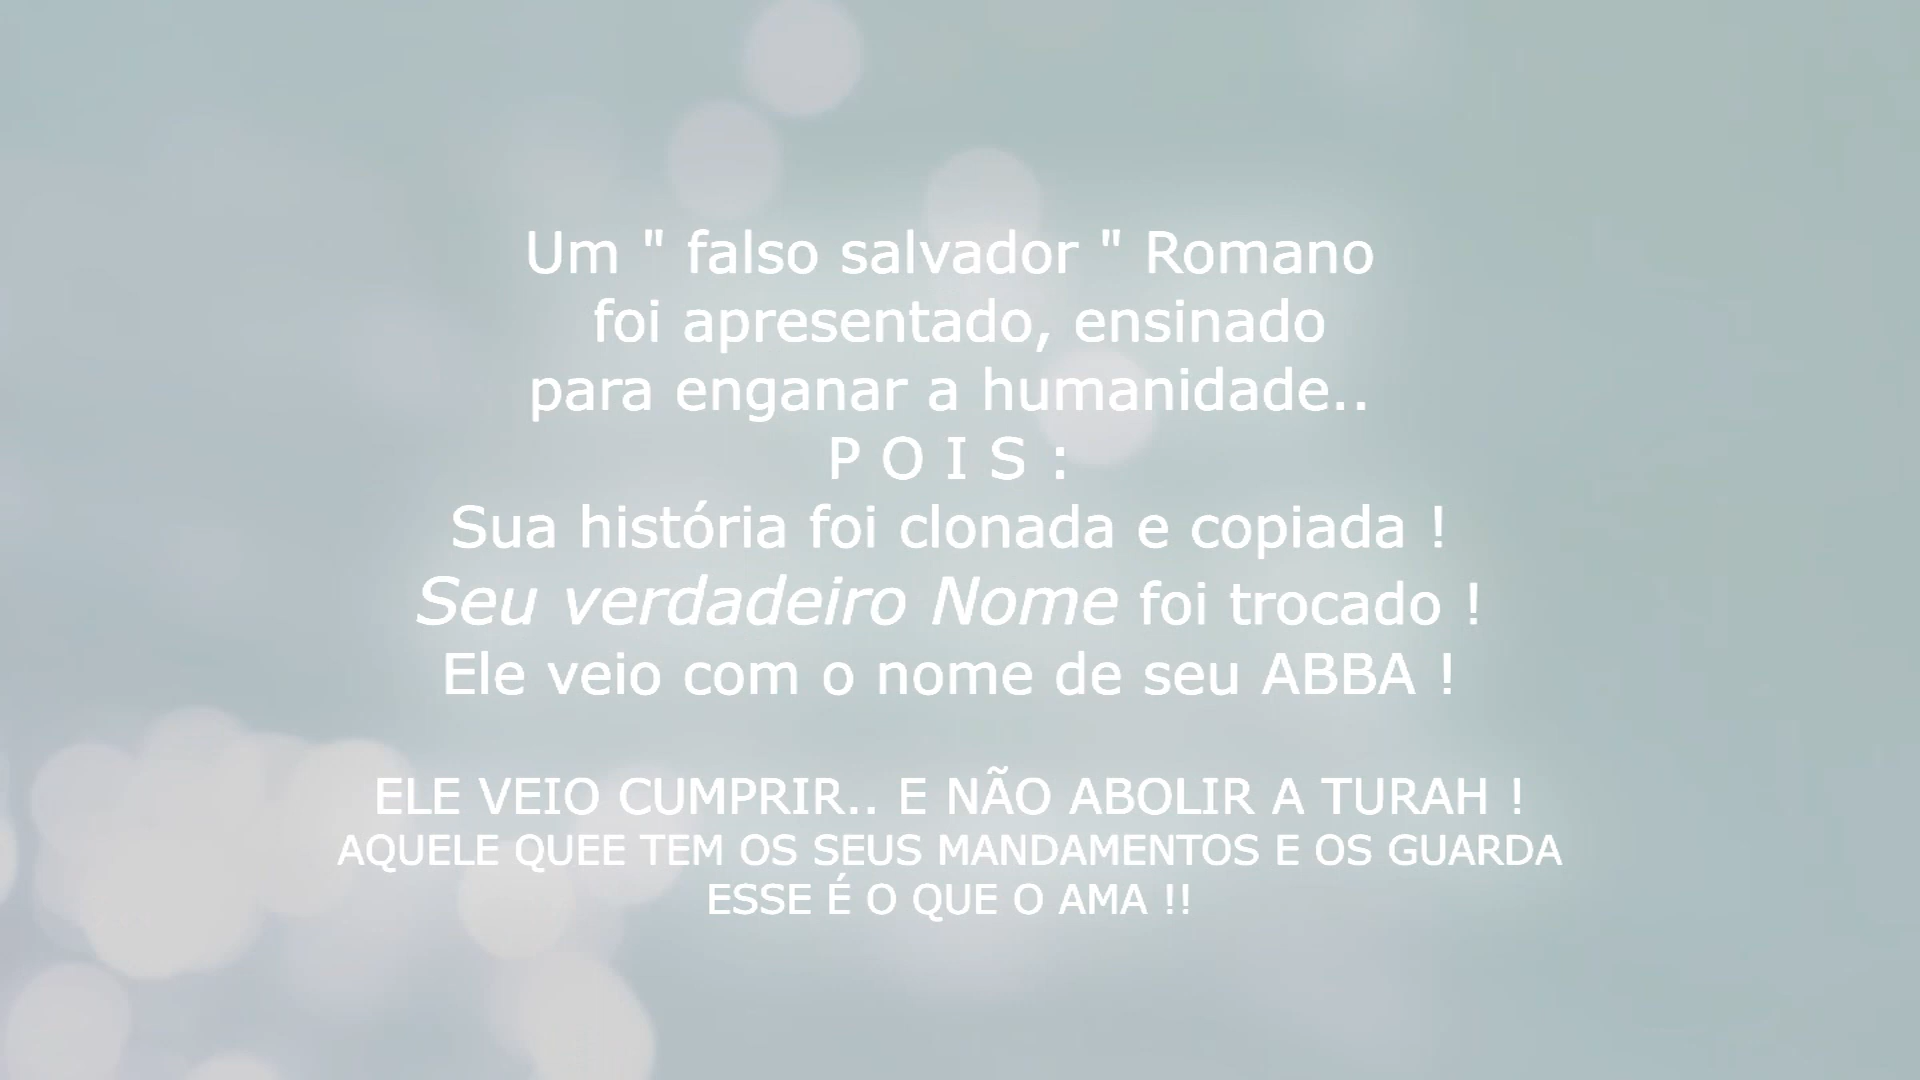 Um " falso salvador " Romano
foi apresentado, ensinado
para enganar a humanidade..
P O I S :
Sua história foi clonada e copiada !
Seu verdadeiro Nome foi trocado !
Ele veio com o nome de seu ABBA !
ELE VEIO CUMPRIR.. E NÃO ABOLIR A TURAH !
AQUELE QUEE TEM OS SEUS MANDAMENTOS E OS GUARDA
ESSE É O QUE O AMA !!